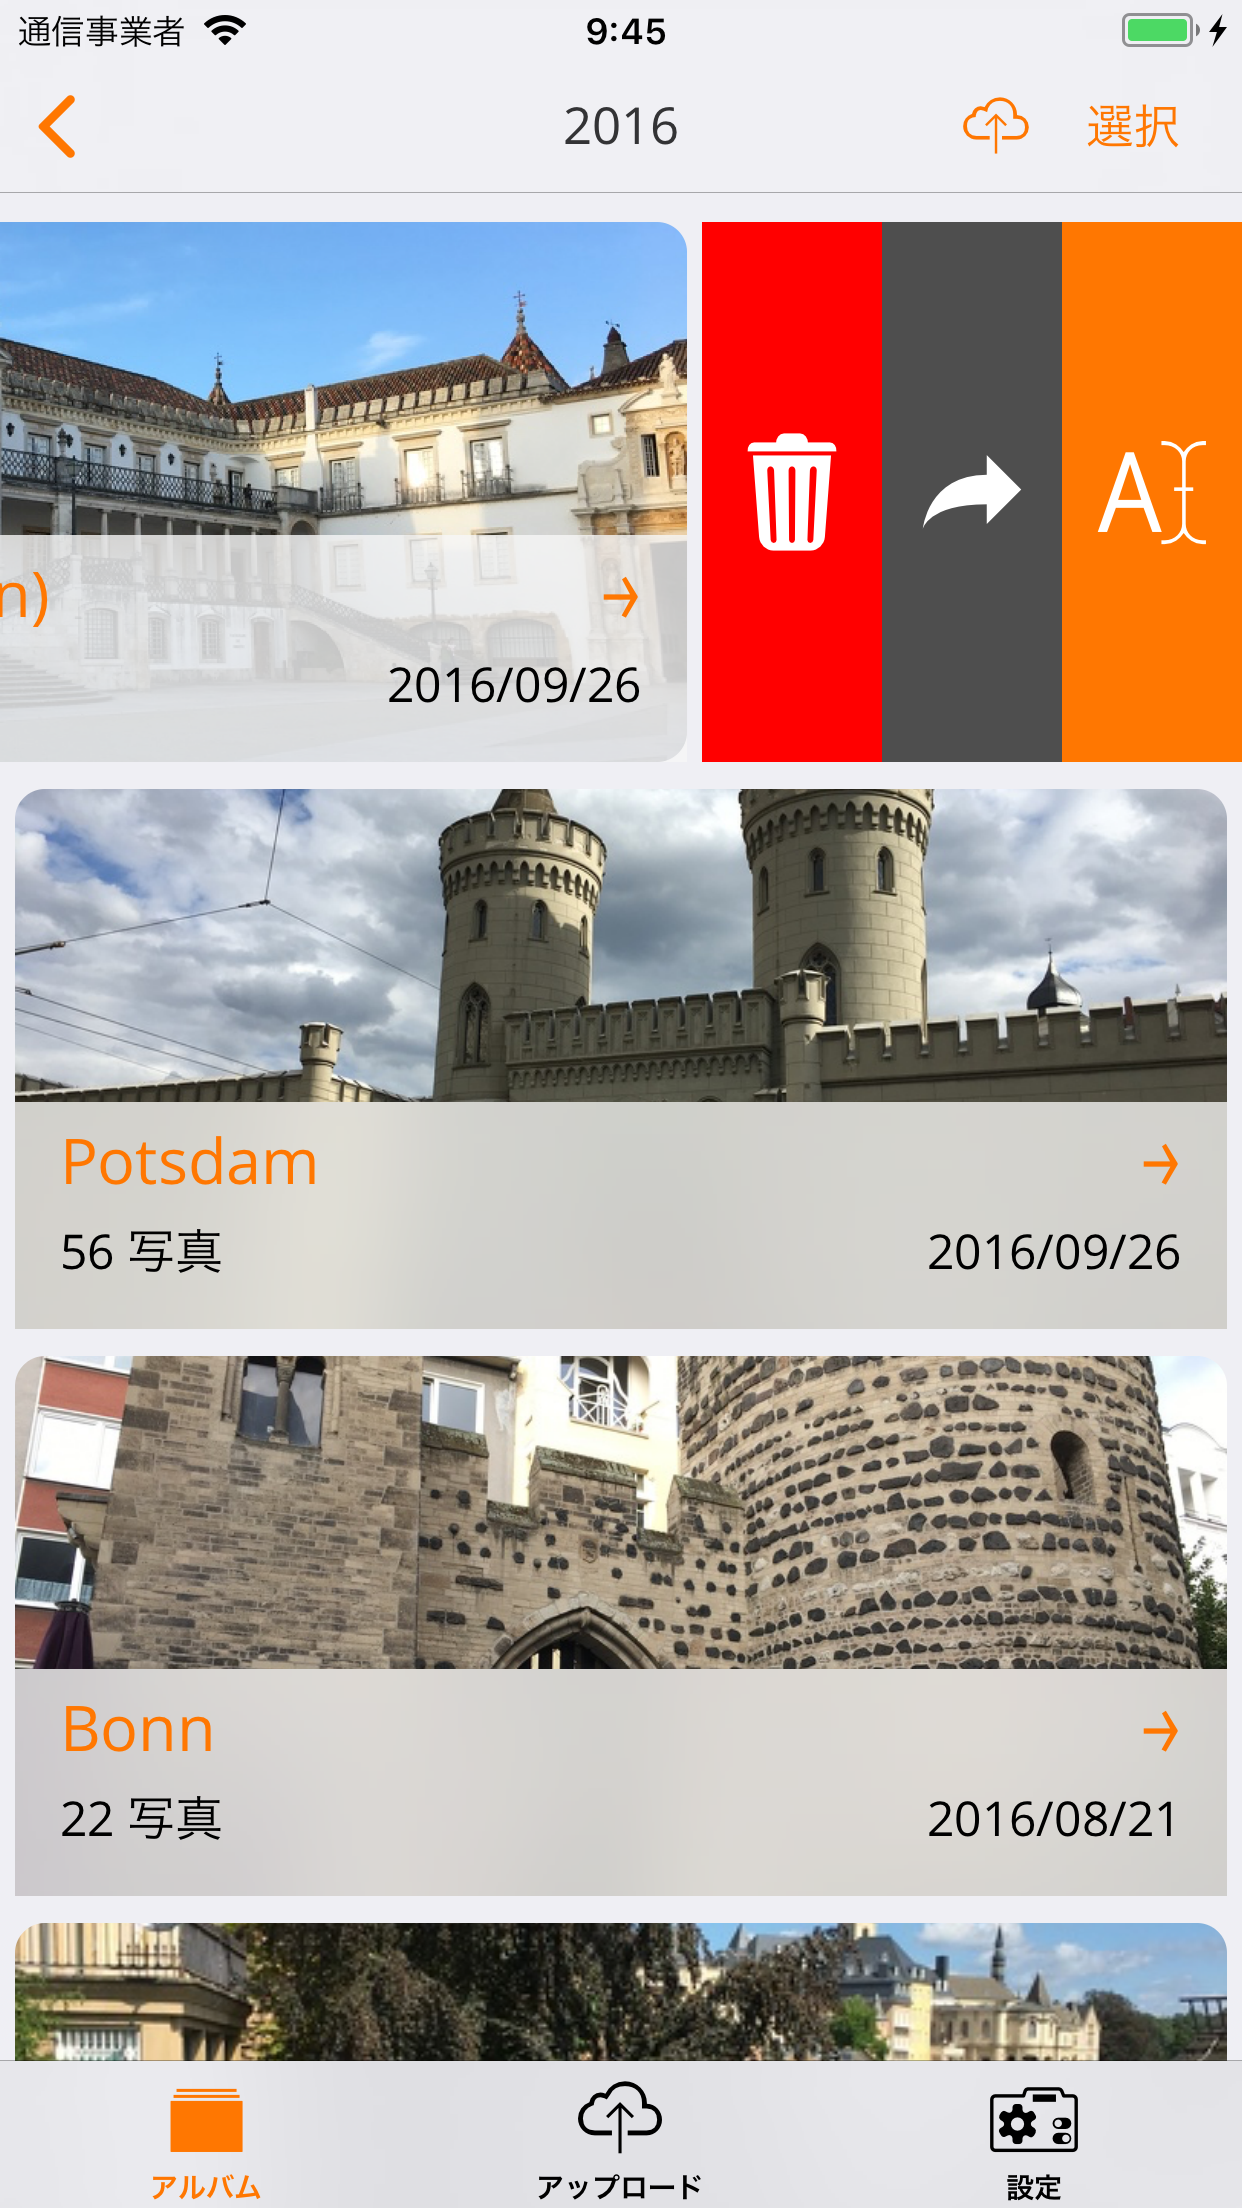 通信事業者 9:45
2016 選択
n)
2016/09/26
Potsdam
56 写真 2016/09/26
Bonn
22 写真 2016/08/21
アルバム アップロード 設定